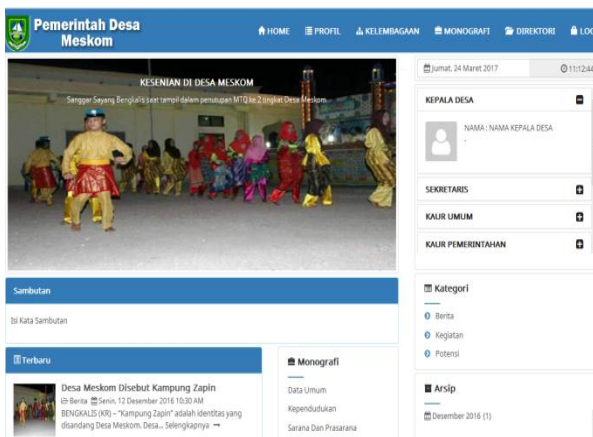 Pemerintah Desa
Meskom
HOME PROFIL KELEMBAGAAN MONOGRAFI DIREKTORI LOG
KESENIAN DI DESA MESKOM
Sanggar Sayang Bengkalis saat tampil dalam penutupan MTQ ke 2 tingkat Desa Meskom
Jumat, 24 Maret 2017 11:12:44
KEPALA DESA
NAMA : NAMA KEPALA DESA
-
SEKRETARIS
KAUR UMUM
KAUR PEMERINTAHAN
Sambutan
Isi Kata Sambutan
Kategori
Berita
Kegiatan
Potensi
Terbaru
Desa Meskom Disebut Kampung Zapin
Berita Senin, 12 Desember 2016 10:30 AM
BENGKALIS (KR) – "Kampung Zapin" adalah identitas yang
disandang Desa Meskom. Desa... Selengkapnya →
Monografi
Data Umum
Kependudukan
Sarana Dan Prasarana
Arsip
Desember 2016 (1)